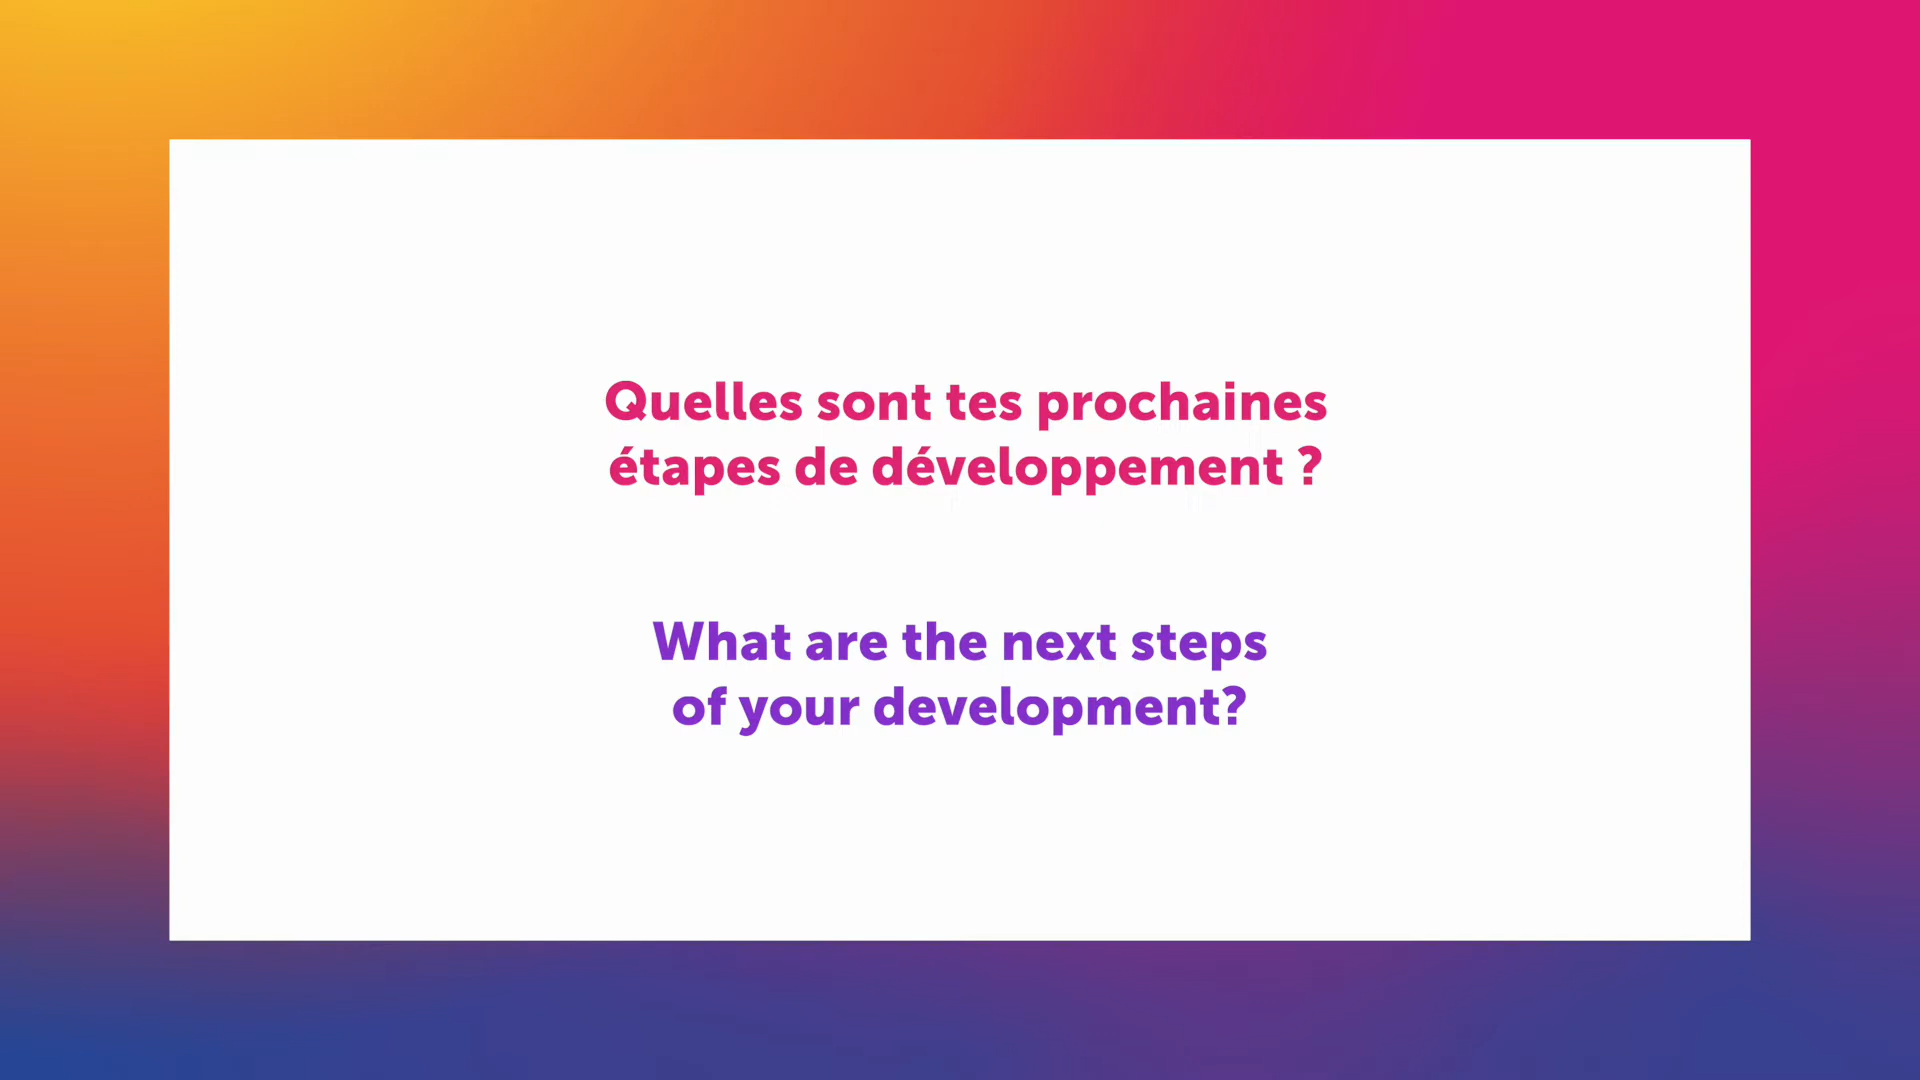 Quelles sont tes prochaines
étapes de développement ?
What are the next steps
of your development?